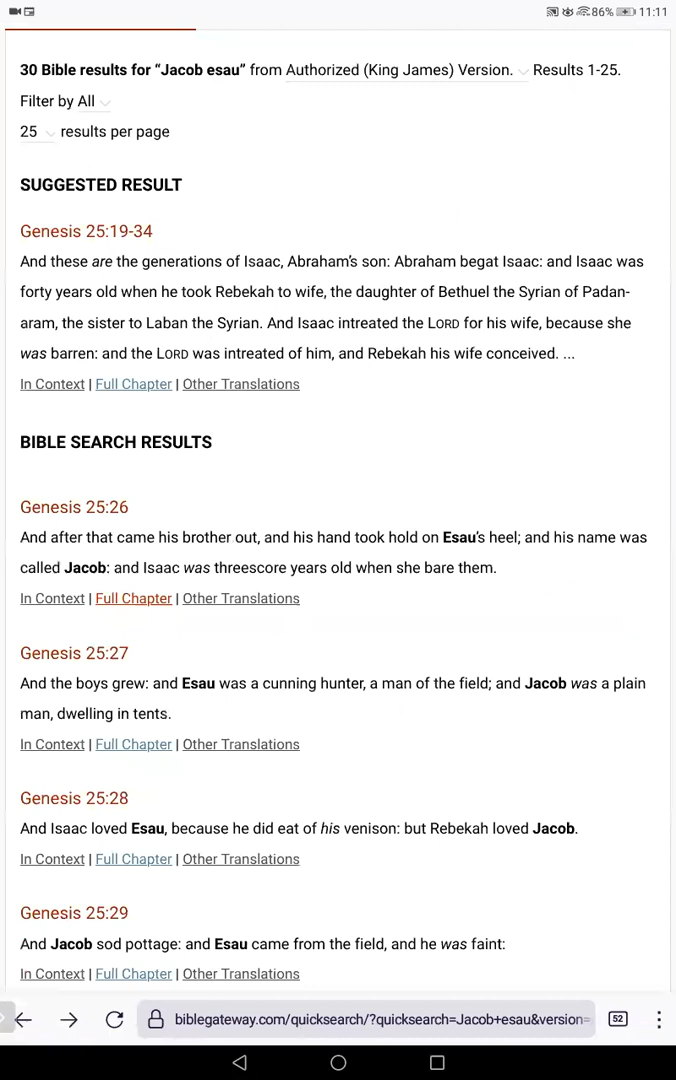 86% 11:11
30 Bible results for “Jacob esau” from Authorized (King James) Version. Results 1-25.
Filter by All
25 results per page
SUGGESTED RESULT
Genesis 25:19-34
And these are the generations of Isaac, Abraham’s son: Abraham begat Isaac: and Isaac was
forty years old when he took Rebekah to wife, the daughter of Bethuel the Syrian of Padan-
aram, the sister to Laban the Syrian. And Isaac intreated the LORD for his wife, because she
was barren: and the LORD was intreated of him, and Rebekah his wife conceived. ...
In Context | Full Chapter | Other Translations
BIBLE SEARCH RESULTS
Genesis 25:26
And after that came his brother out, and his hand took hold on Esau’s heel; and his name was
called Jacob: and Isaac was threescore years old when she bare them.
In Context | Full Chapter | Other Translations
Genesis 25:27
And the boys grew: and Esau was a cunning hunter, a man of the field; and Jacob was a plain
man, dwelling in tents.
In Context | Full Chapter | Other Translations
Genesis 25:28
And Isaac loved Esau, because he did eat of his venison: but Rebekah loved Jacob.
In Context | Full Chapter | Other Translations
Genesis 25:29
And Jacob sod pottage: and Esau came from the field, and he was faint:
In Context | Full Chapter | Other Translations
biblegateway.com/quicksearch/?quicksearch=Jacob+esau&version= 52